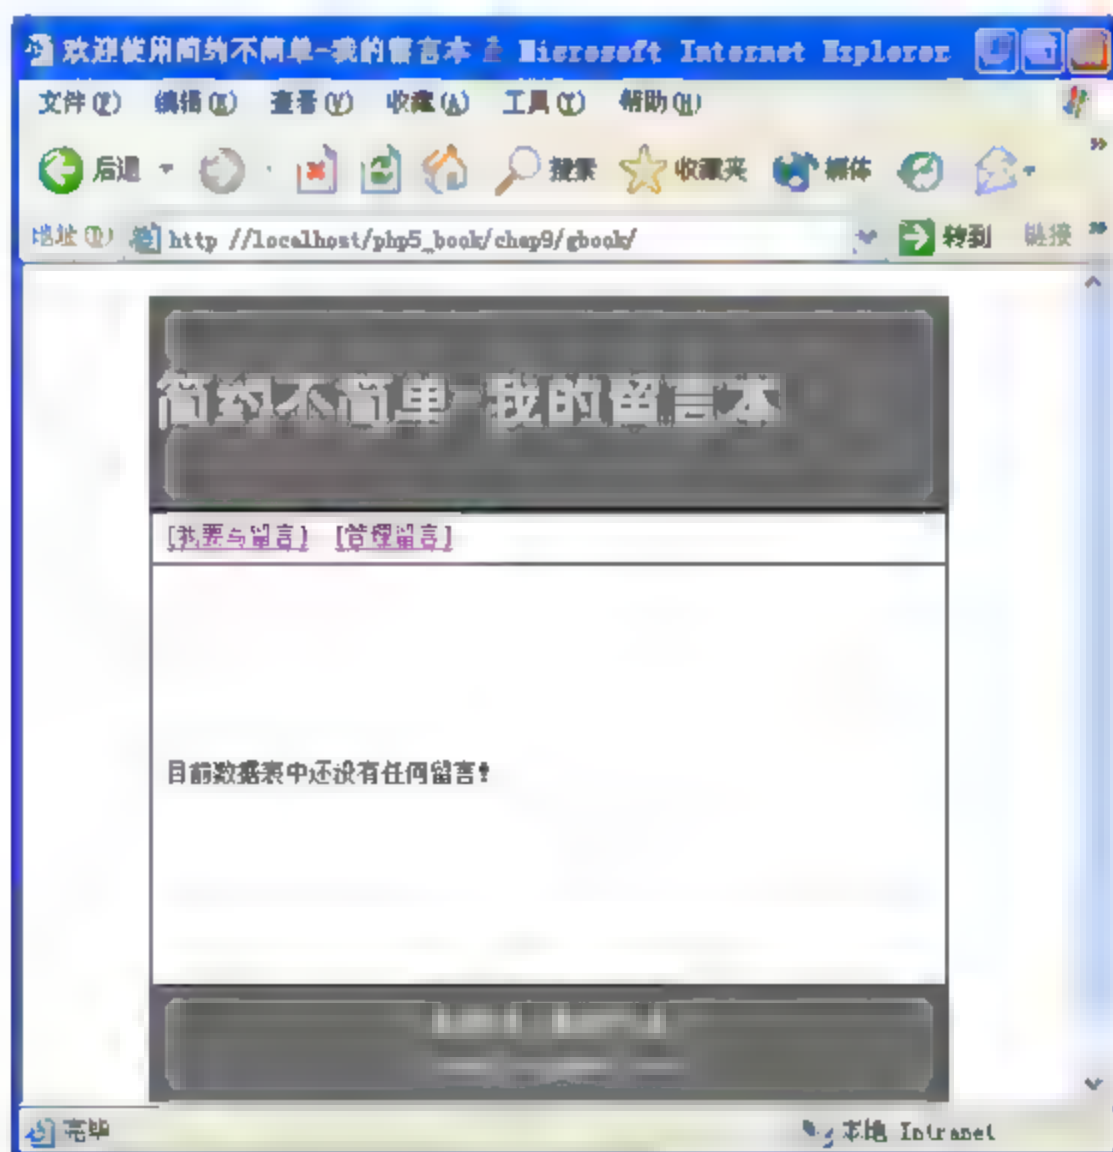 欢迎使用简约不简单-我的留言本 - Microsoft Internet Explorer
文件(F) 编辑(E) 查看(V) 收藏(A) 工具(T) 帮助(H)
后退 搜索 收藏夹 媒体
地址(D) http://localhost/php5_book/chap9/gbook/ 转到 链接
简约不简单-我的留言本
[我要写留言] [管理留言]
目前数据表中还没有任何留言!
完毕 本地 Intranet